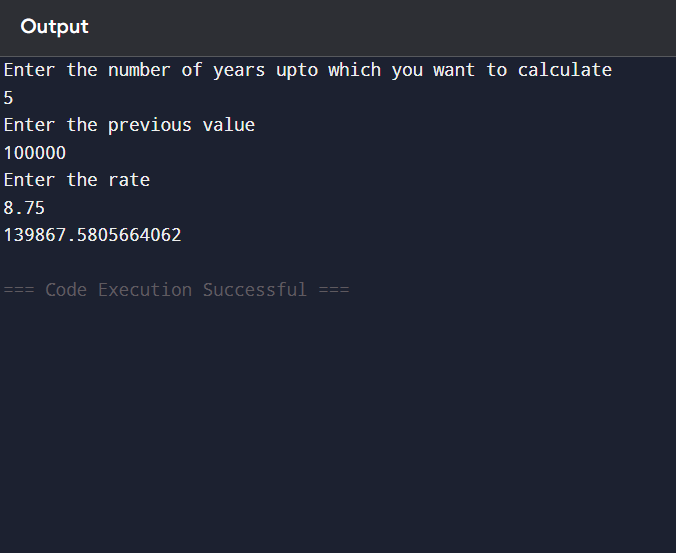 Output
Enter the number of years upto which you want to calculate
5
Enter the previous value
100000
Enter the rate
8.75
139867.5805664062
=== Code Execution Successful ===